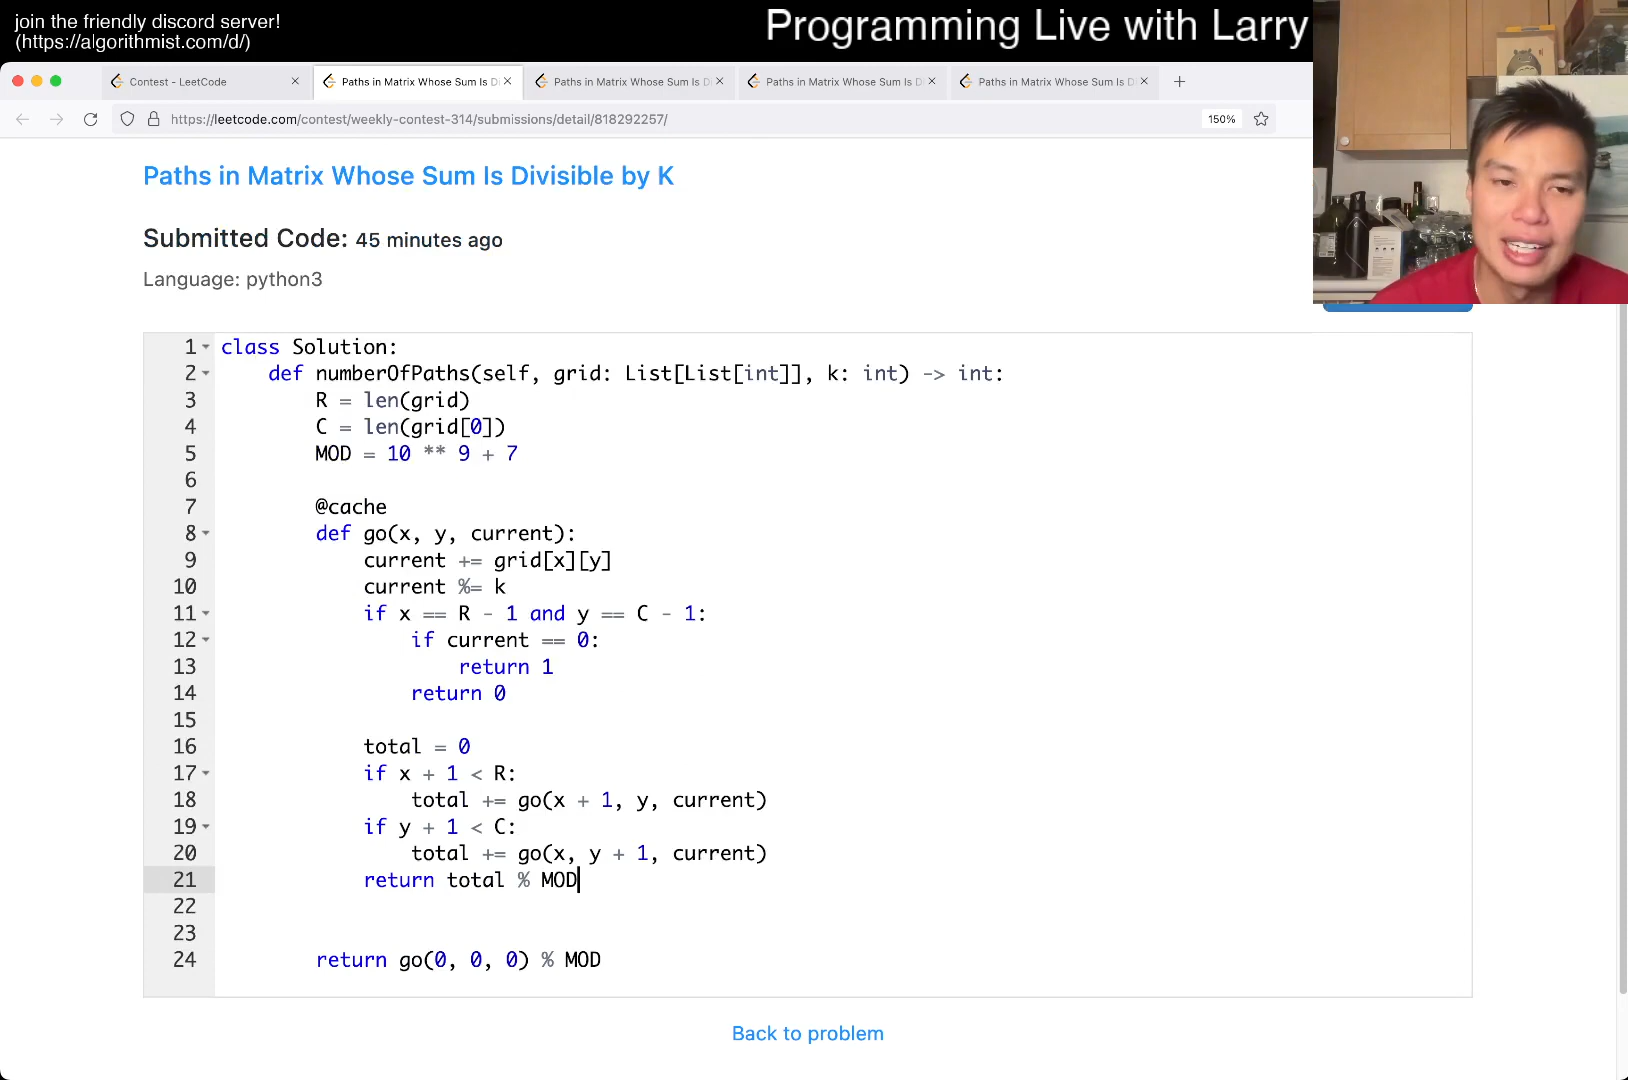 join the friendly discord server!
(https://algorithmist.com/d/)
Programming Live with Larry
Contest - LeetCode
Paths in Matrix Whose Sum Is Di
Paths in Matrix Whose Sum Is D
Paths in Matrix Whose Sum Is D
Paths in Matrix Whose Sum Is D
https://leetcode.com/contest/weekly-contest-314/submissions/detail/818292257/
150%
Paths in Matrix Whose Sum Is Divisible by K
Submitted Code: 45 minutes ago
Language: python3
1 class Solution:
2     def numberOfPaths(self, grid: List[List[int]], k: int) -> int:
3         R = len(grid)
4         C = len(grid[0])
5         MOD = 10 ** 9 + 7
6
7         @cache
8         def go(x, y, current):
9             current += grid[x][y]
10             current %= k
11             if x == R - 1 and y == C - 1:
12                 if current == 0:
13                     return 1
14                 return 0
15
16             total = 0
17             if x + 1 < R:
18                 total += go(x + 1, y, current)
19             if y + 1 < C:
20                 total += go(x, y + 1, current)
21             return total % MOD
22
23
24         return go(0, 0, 0) % MOD
Back to problem